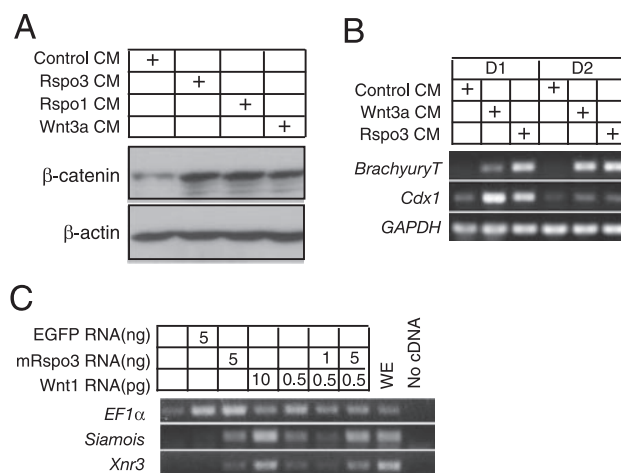 A
Control CM +
Rspo3 CM +
Rspo1 CM +
Wnt3a CM +
β-catenin
β-actin
B
D1 D2
Control CM + +
Wnt3a CM + +
Rspo3 CM + +
BrachyuryT
Cdx1
GAPDH
C
EGFP RNA(ng) 5
mRspo3 RNA(ng) 5 1 5
Wnt1 RNA(pg) 10 0.5 0.5 0.5
WE
No cDNA
EF1α
Siamois
Xnr3